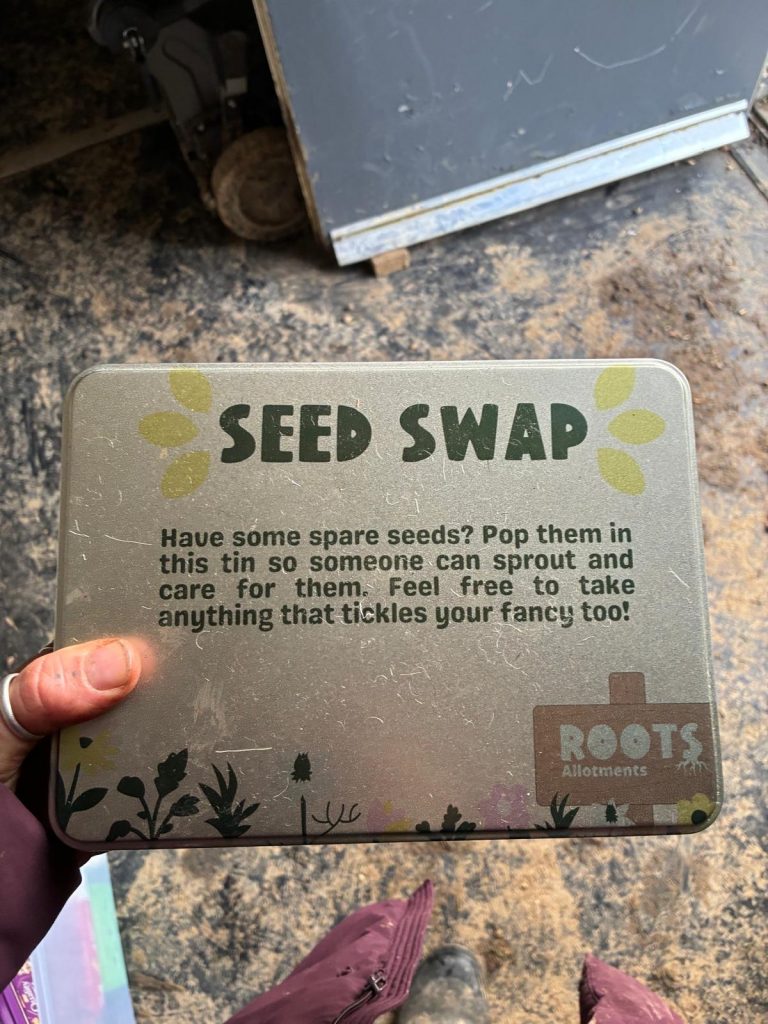 SEED SWAP
Have some spare seeds? Pop them in
this tin so someone can sprout and
care for them. Feel free to take
anything that tickles your fancy too!
ROOTS
Allotments